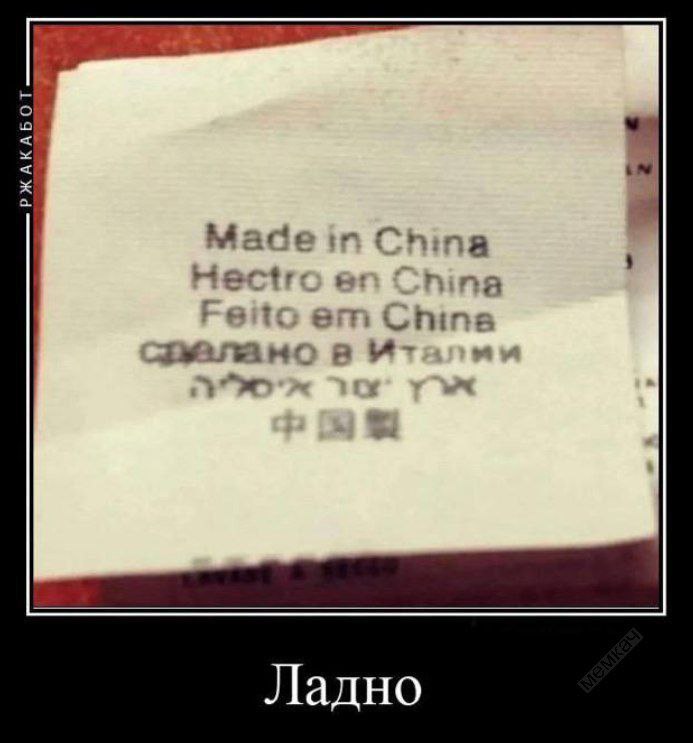 РЖАКАБОТ
Made in China
Hectro en China
Feito em China
сделано в Италии
ארץ יצור איטליה
中国製
Ладно
мемкач